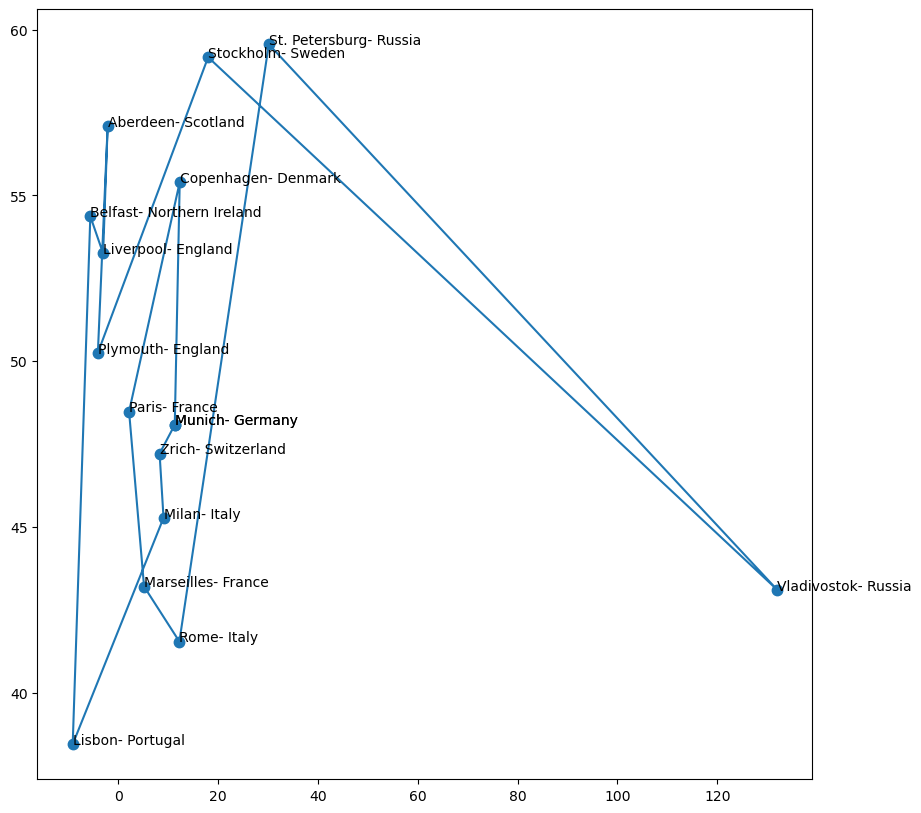 60
St. Petersburg- Russia
Stockholm- Sweden
Aberdeen- Scotland
55
Copenhagen- Denmark
Belfast- Northern Ireland
Liverpool- England
50
Plymouth- England
Paris- France
Munich- Germany
Zrich- Switzerland
45
Milan- Italy
Marseilles- France
Vladivostok- Russia
Rome- Italy
40
Lisbon- Portugal
0 20 40 60 80 100 120